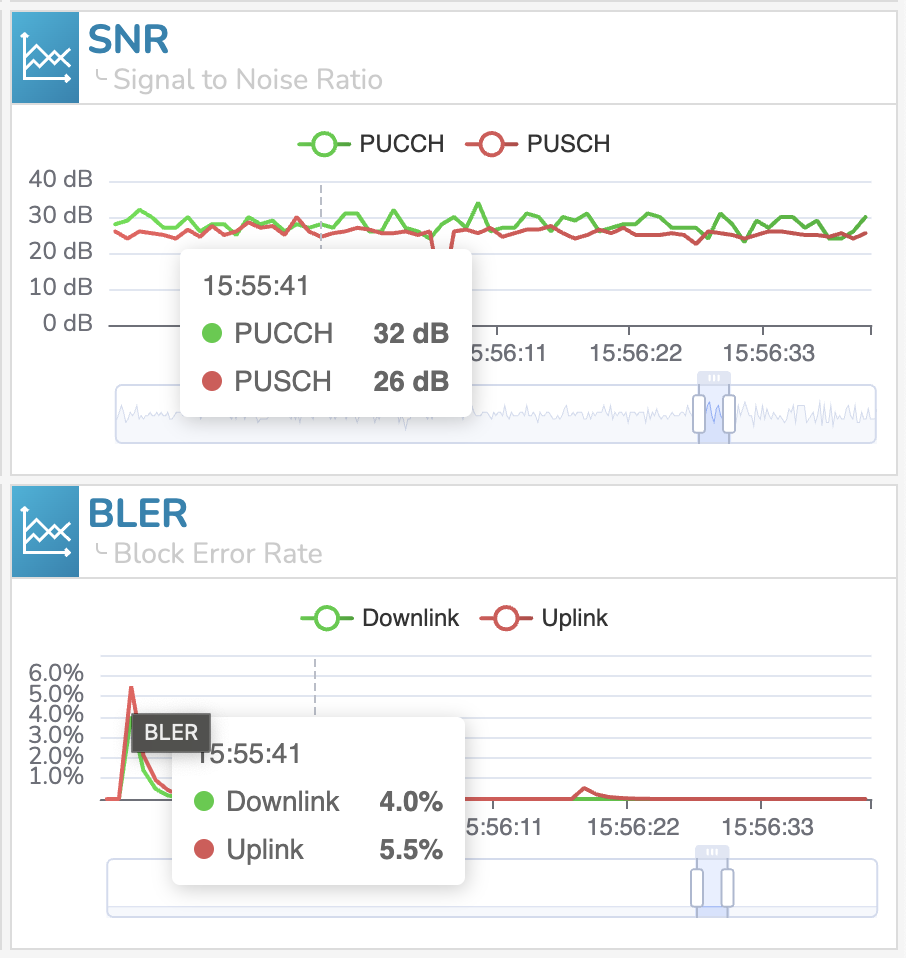 SNR
Signal to Noise Ratio
PUCCH PUSCH
40 dB
30 dB
20 dB
10 dB
0 dB
15:55:41
PUCCH 32 dB
PUSCH 26 dB
5:56:11 15:56:22 15:56:33
BLER
Block Error Rate
Downlink Uplink
6.0%
5.0%
4.0%
3.0%
2.0%
1.0%
BLER
15:55:41
Downlink 4.0%
Uplink 5.5%
5:56:11 15:56:22 15:56:33